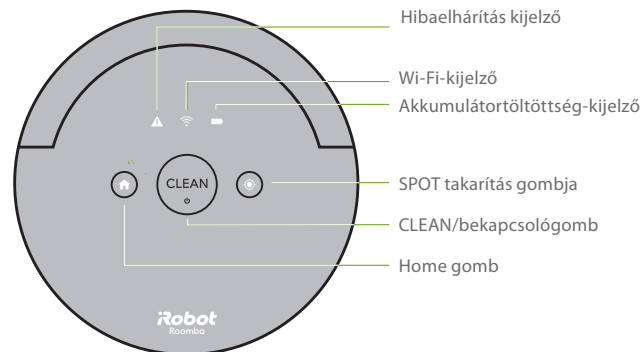 Hibaelhárítás kijelző
Wi-Fi-kijelző
Akkumulátortöltöttség-kijelző
CLEAN
SPOT takarítás gombja
CLEAN/bekapcsológomb
Home gomb
iRobot
Roomba